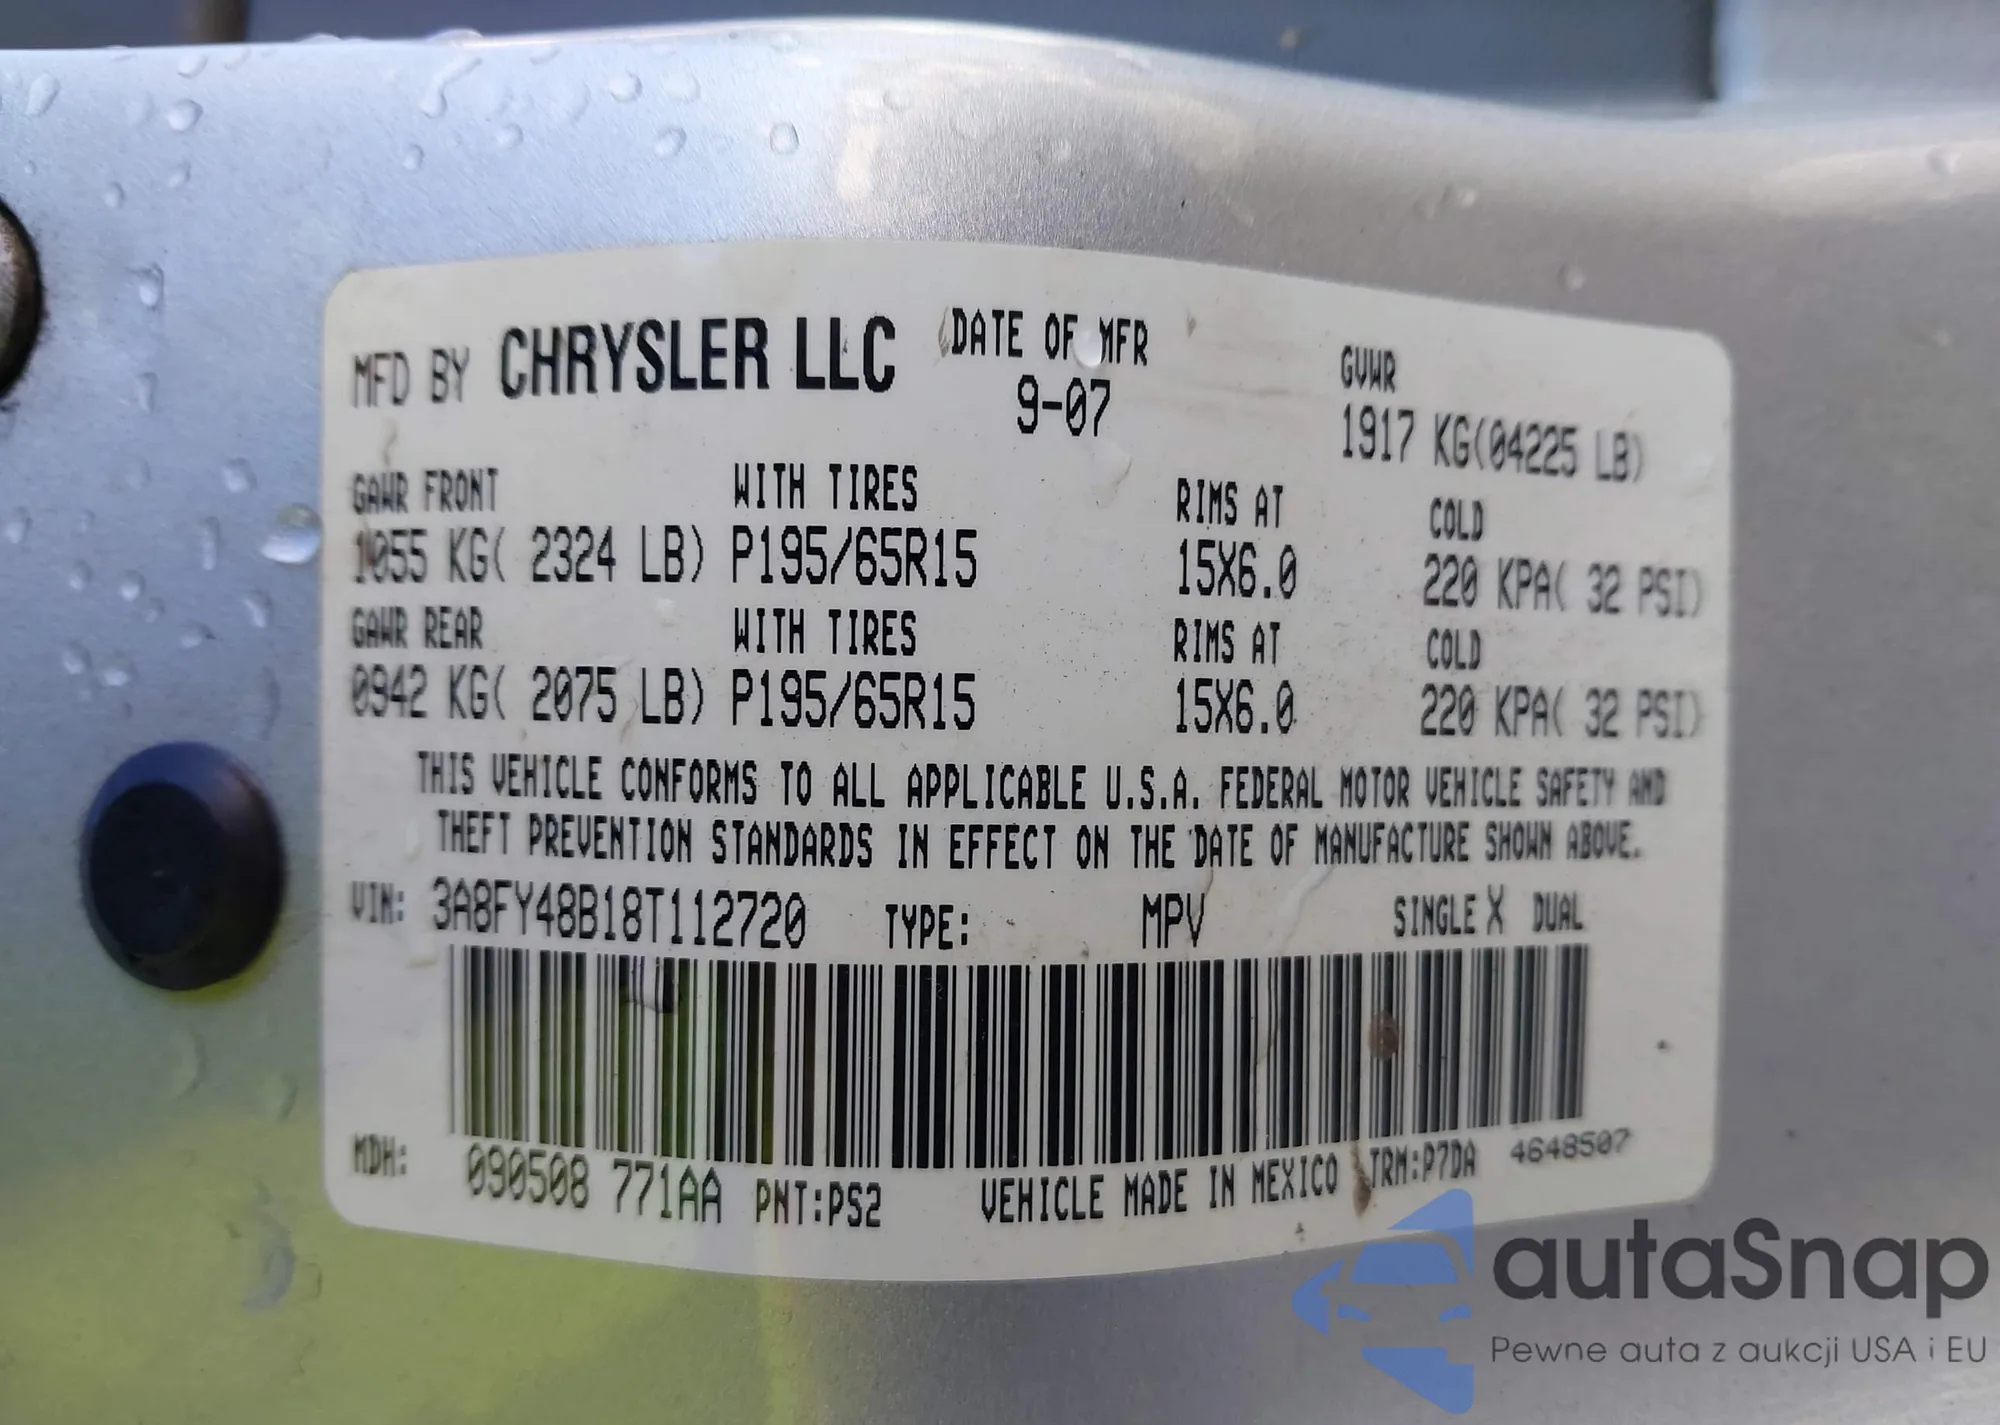 MFD BY CHRYSLER LLC DATE OF MFR GVWR
9-07 1917 KG(04225 LB)
GAWR FRONT WITH TIRES RIMS AT COLD
1055 KG( 2324 LB) P195/65R15 15X6.0 220 KPA( 32 PSI)
GAWR REAR WITH TIRES RIMS AT COLD
0942 KG( 2075 LB) P195/65R15 15X6.0 220 KPA( 32 PSI)
THIS VEHICLE CONFORMS TO ALL APPLICABLE U.S.A. FEDERAL MOTOR VEHICLE SAFETY AND
THEFT PREVENTION STANDARDS IN EFFECT ON THE DATE OF MANUFACTURE SHOWN ABOVE.
VIN: 3A8FY48B18T112720 TYPE: MPV SINGLE X DUAL
MDH: 090508 771AA PNT:PS2 VEHICLE MADE IN MEXICO TRM:P7DA 4648507
autaSnap
Pewne auta z aukcji USA i EU